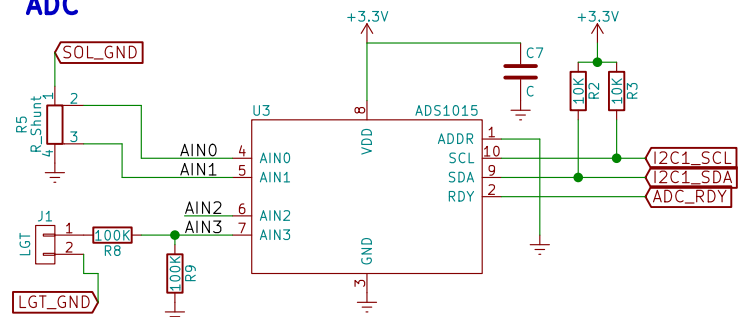 ADC
+3.3V
+3.3V
SOL_GND
C7
C
R5
R_Shunt
1
2
3
4
10K
R2
10K
R3
U3
ADS1015
8
VDD
ADDR
1
AIN0
4
AIN0
SCL
10
I2C1_SCL
AIN1
5
AIN1
SDA
9
I2C1_SDA
RDY
2
ADC_RDY
AIN2
6
AIN2
AIN3
7
AIN3
J1
LGT
1
2
100K
R8
100K
R9
GND
3
LGT_GND